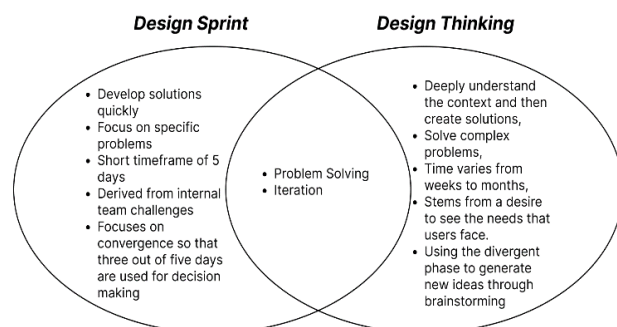 Design Sprint
Design Thinking
• Develop solutions
quickly
• Focus on specific
problems
• Short timeframe of 5
days
• Derived from internal
team challenges
• Focuses on
convergence so that
three out of five days
are used for decision
making
• Problem Solving
• Iteration
• Deeply understand
the context and then
create solutions,
• Solve complex
problems,
• Time varies from
weeks to months,
• Stems from a desire
to see the needs that
users face.
• Using the divergent
phase to generate
new ideas through
brainstorming